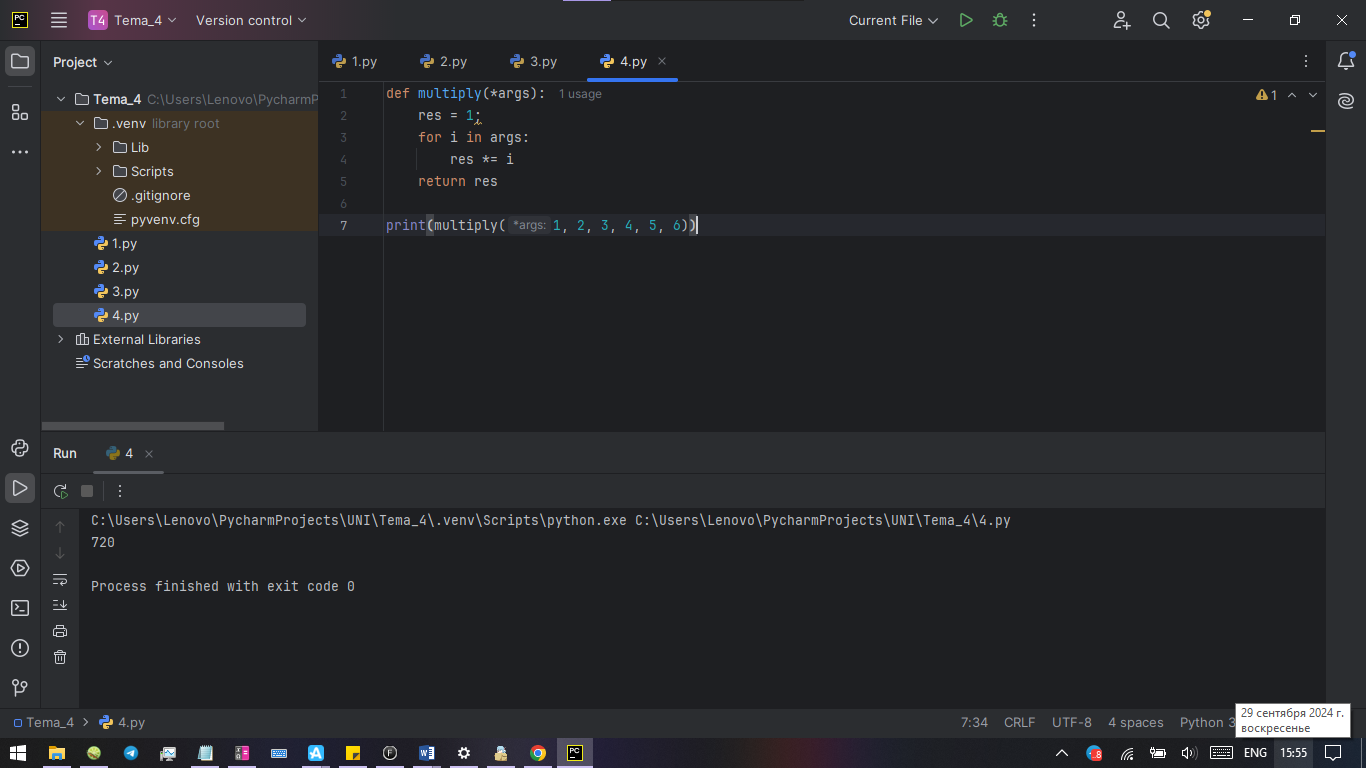 PC
T4 Tema_4 Version control Current File
Project
1.py 2.py 3.py 4.py
Tema_4 C:\Users\Lenovo\PycharmP
.venv library root
Lib
Scripts
.gitignore
pyvenv.cfg
1.py
2.py
3.py
4.py
External Libraries
Scratches and Consoles
1 def multiply(*args): 1 usage
2 res = 1;
3 for i in args:
4 res *= i
5 return res
6
7 print(multiply( *args: 1, 2, 3, 4, 5, 6))
1
Run 4
C:\Users\Lenovo\PycharmProjects\UNI\Tema_4\.venv\Scripts\python.exe C:\Users\Lenovo\PycharmProjects\UNI\Tema_4\4.py
720
Process finished with exit code 0
Tema_4 4.py 7:34 CRLF UTF-8 4 spaces Python 3
29 сентября 2024 г.
воскресенье
8 ENG 15:55
PC